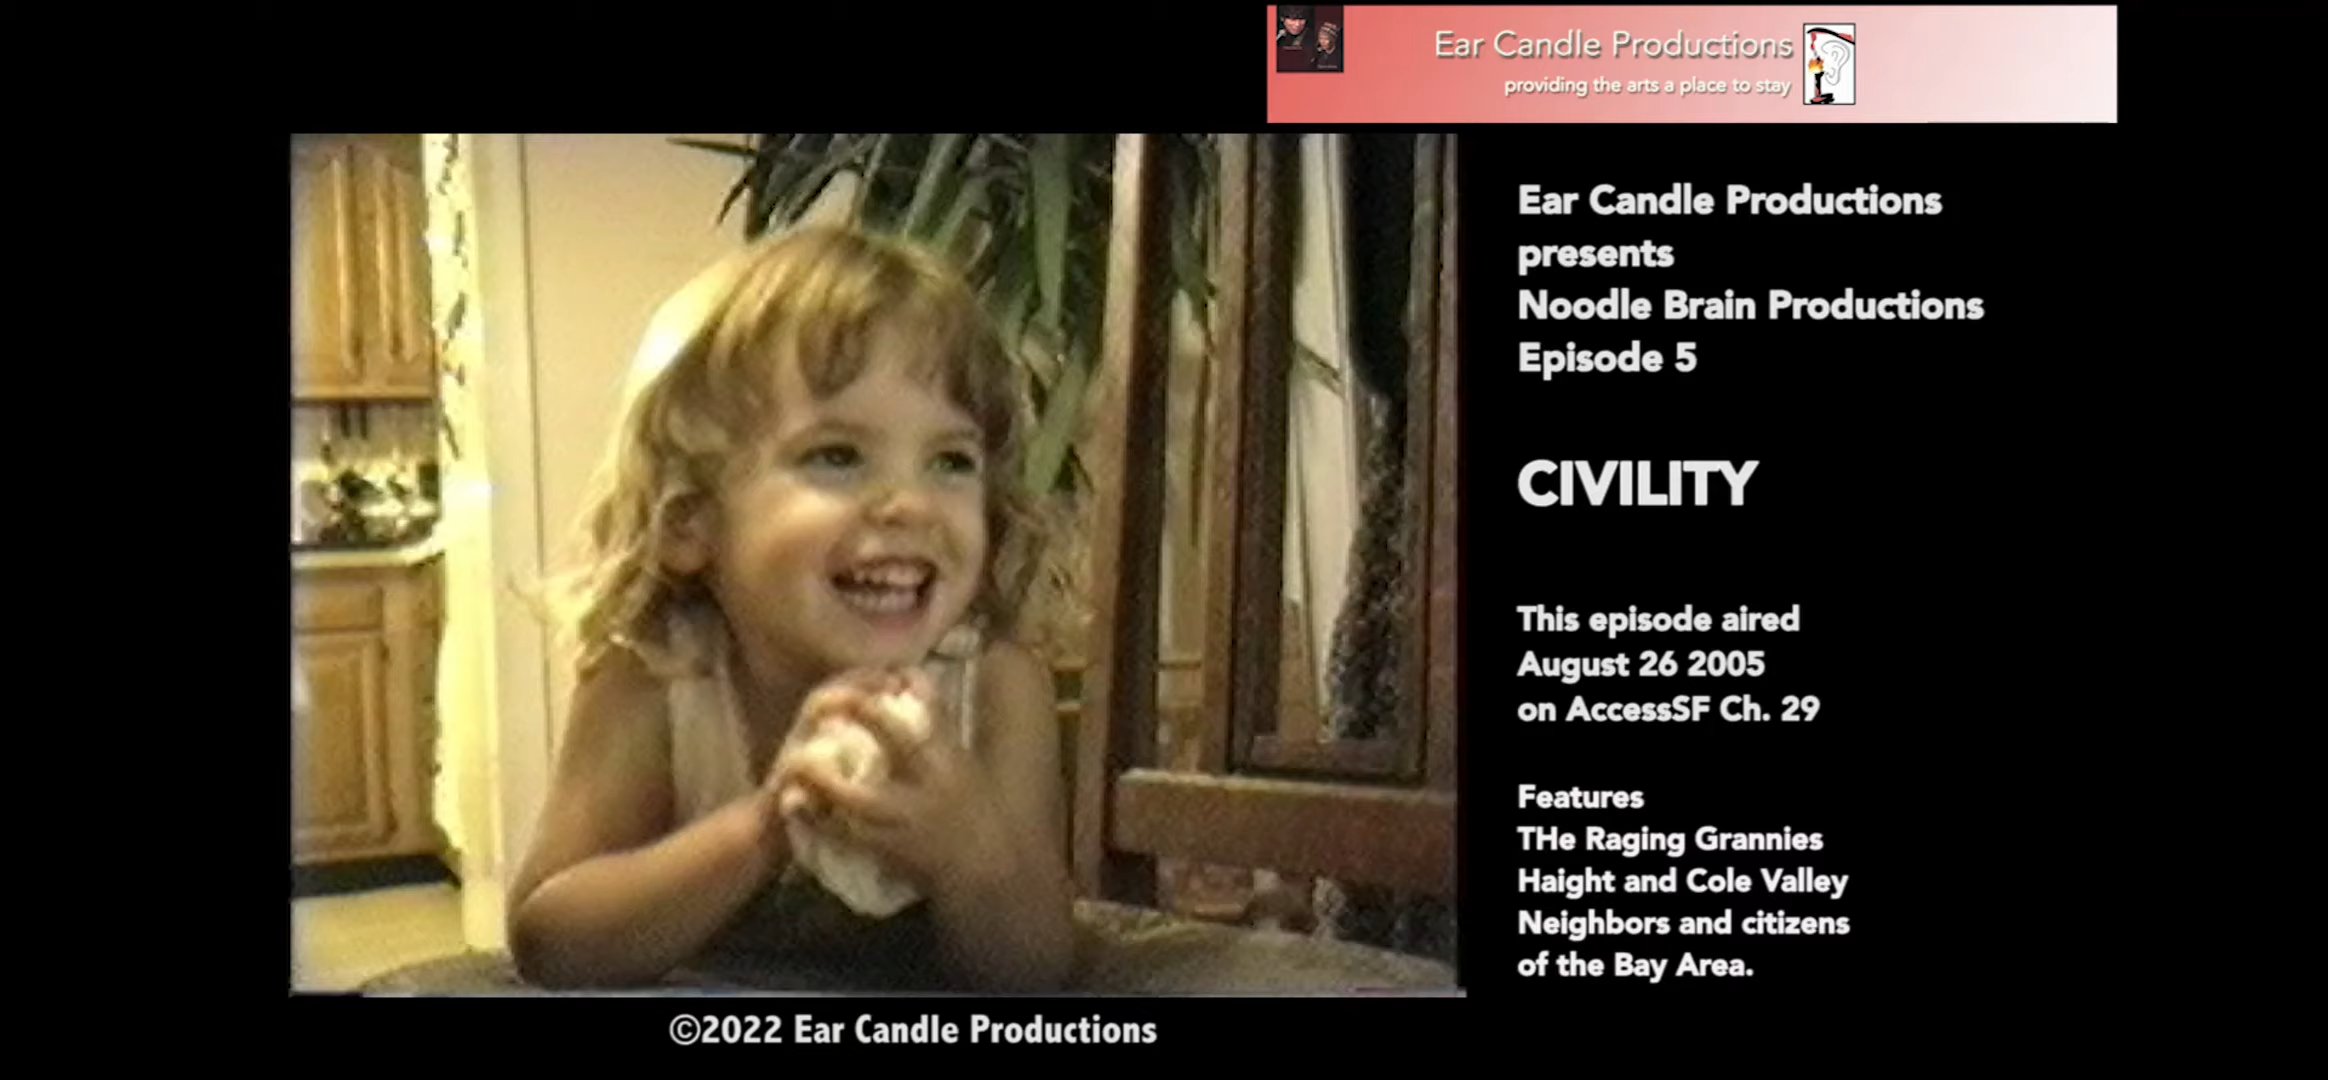 Ear Candle Productions
providing the arts a place to stay
Ear Candle Productions
presents
Noodle Brain Productions
Episode 5
CIVILITY
This episode aired
August 26 2005
on AccessSF Ch. 29
Features
THe Raging Grannies
Haight and Cole Valley
Neighbors and citizens
of the Bay Area.
©2022 Ear Candle Productions